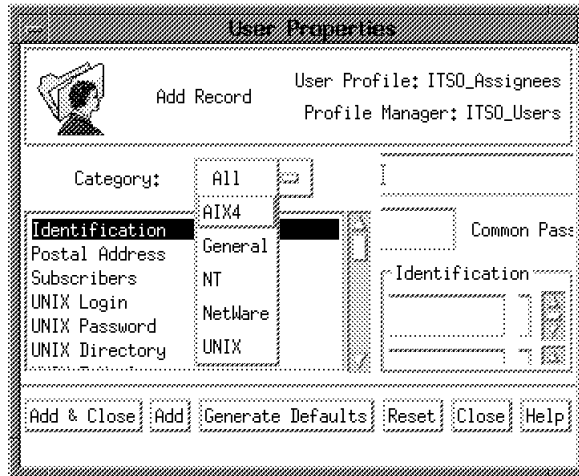 User Properties
Add Record
User Profile: ITSO_Assignees
Profile Manager: ITSO_Users
Category:
All
AIX4
General
NT
NetWare
UNIX
Identification
Postal Address
Subscribers
UNIX Login
UNIX Password
UNIX Directory
Common Pass
Identification
Add & Close
Add
Generate Defaults
Reset
Close
Help